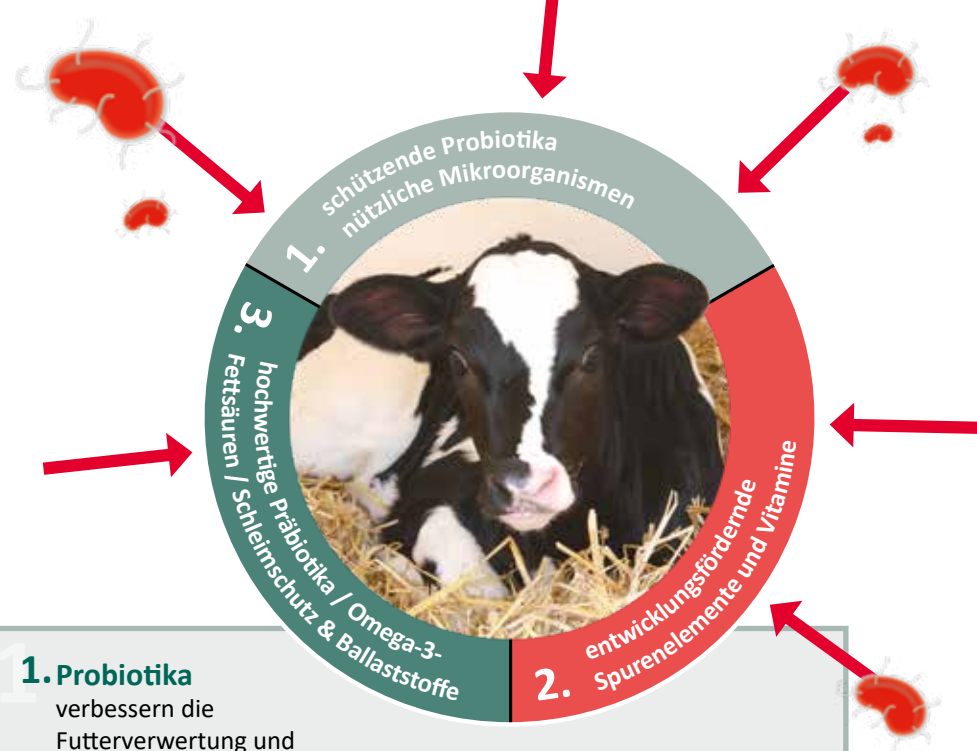 1. schützende Probiotika
nützliche Mikroorganismen
2. entwicklungsfördernde
Spurenelemente und Vitamine
3. hochwertige Präbiotika / Omega-3-
Fettsäuren / Schleimschutz & Ballaststoffe
1. Probiotika
verbessern die
Futterverwertung und